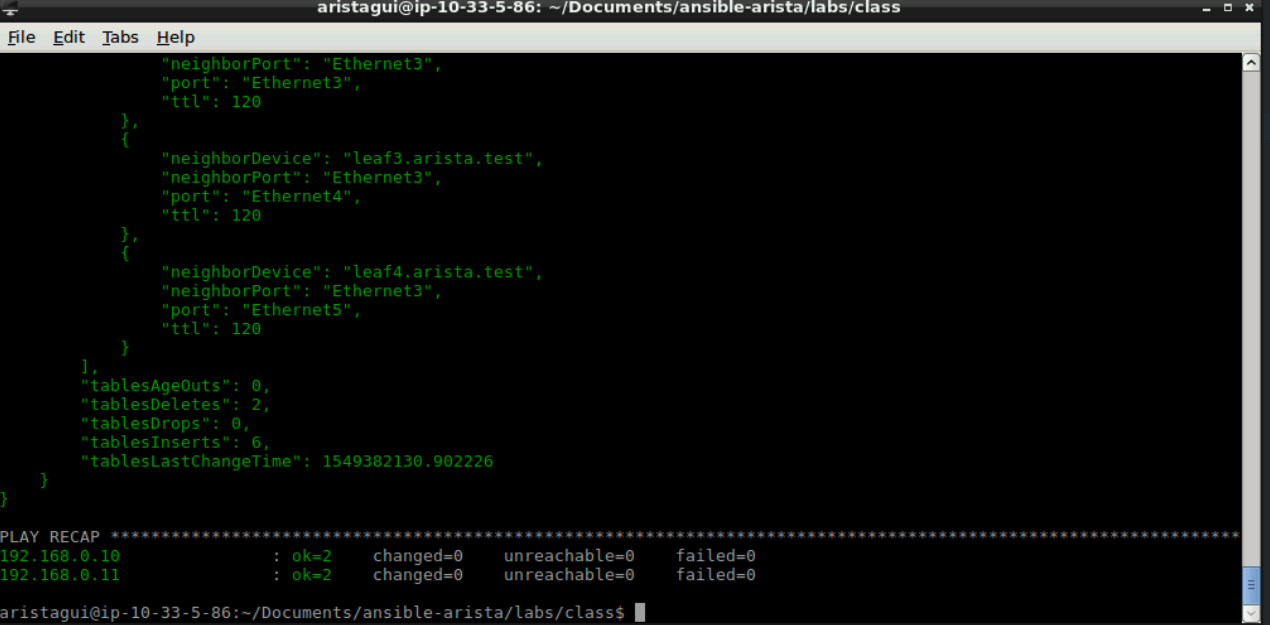 aristagui@ip-10-33-5-86: ~/Documents/ansible-arista/labs/class
File Edit Tabs Help
"neighborPort": "Ethernet3",
"port": "Ethernet3",
"ttl": 120
},
{
"neighborDevice": "leaf3.arista.test",
"neighborPort": "Ethernet3",
"port": "Ethernet4",
"ttl": 120
},
{
"neighborDevice": "leaf4.arista.test",
"neighborPort": "Ethernet3",
"port": "Ethernet5",
"ttl": 120
}
],
"tablesAgeOuts": 0,
"tablesDeletes": 2,
"tablesDrops": 0,
"tablesInserts": 6,
"tablesLastChangeTime": 1549382130.902226
}
}
PLAY RECAP *****************************************************************************************************************
192.168.0.10 : ok=2 changed=0 unreachable=0 failed=0
192.168.0.11 : ok=2 changed=0 unreachable=0 failed=0
aristagui@ip-10-33-5-86:~/Documents/ansible-arista/labs/class$